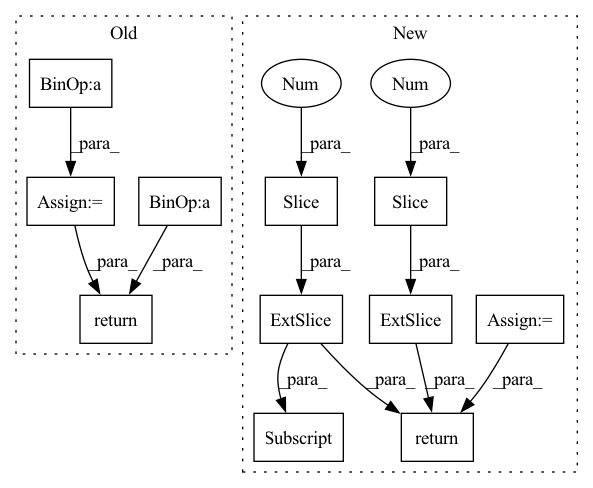 Old
New
BinOp:a
Num
Num
_para_
_para_
_para_
Assign:=
BinOp:a
Slice
Slice
_para_
_para_
_para_
_para_
return
ExtSlice
ExtSlice
Assign:=
_para_
_para_
_para_
_para_
Subscript
return